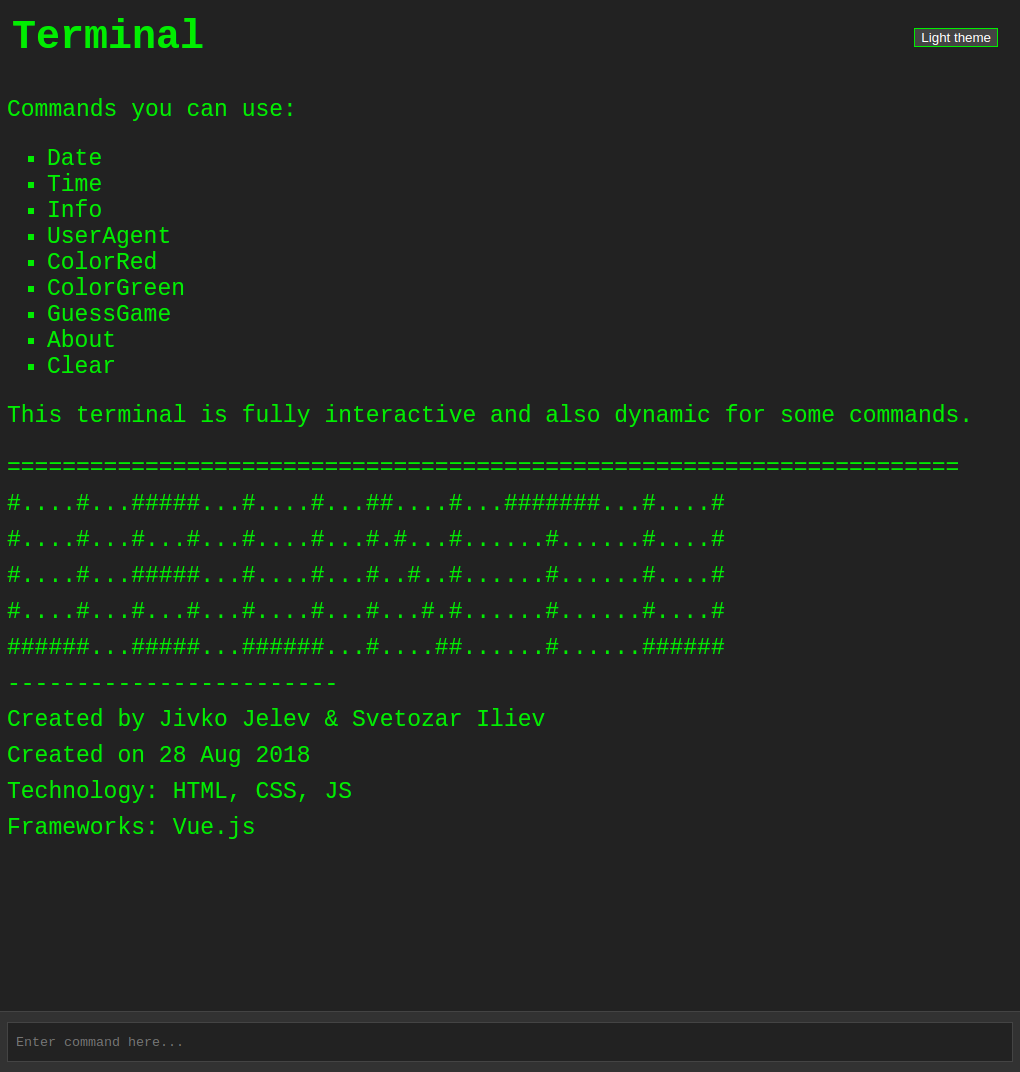 Terminal
Light theme
Commands you can use:
Date
Time
Info
UserAgent
ColorRed
ColorGreen
GuessGame
About
Clear
This terminal is fully interactive and also dynamic for some commands.
=====================================================================
#....#...#####...#....#...##....#...#######...#....#
#....#...#...#...#....#...#.#...#......#......#....#
#....#...#####...#....#...#..#..#......#......#....#
#....#...#...#...#....#...#...#.#......#......#....#
######...#####...######...#....##......#......######
------------------------
Created by Jivko Jelev & Svetozar Iliev
Created on 28 Aug 2018
Technology: HTML, CSS, JS
Frameworks: Vue.js
Enter command here...